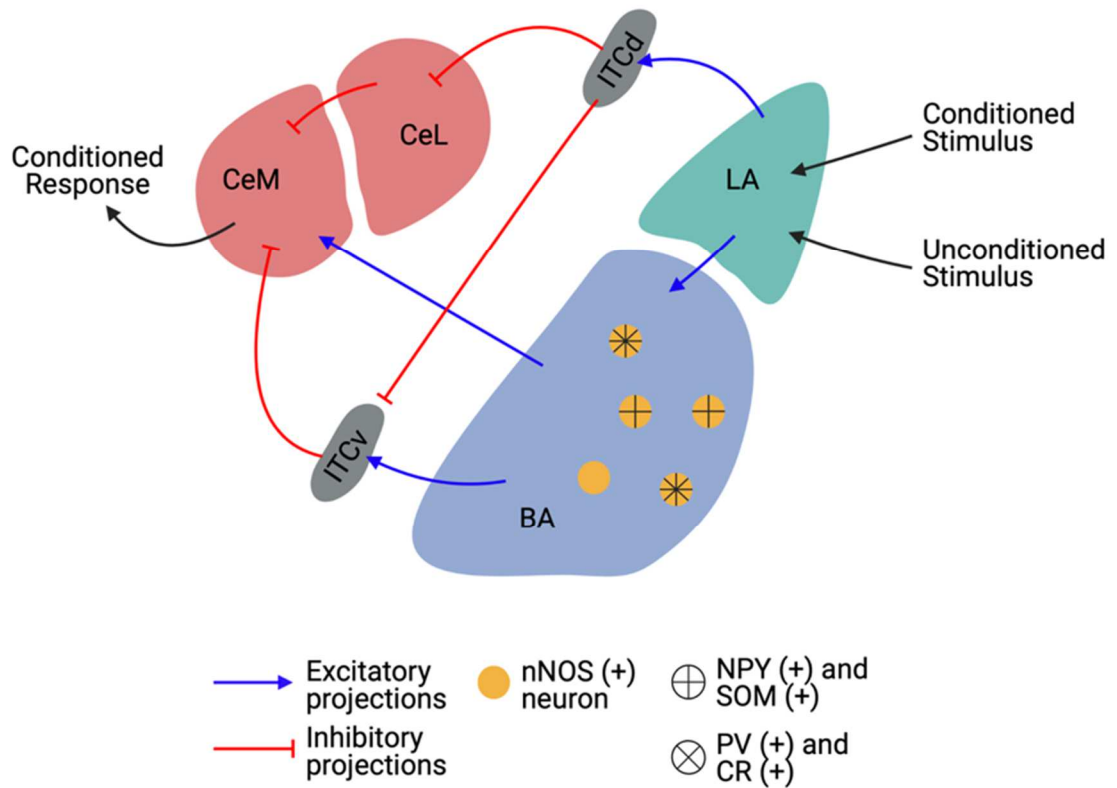 ITCd
CeL
CeM
LA
Conditioned
Stimulus
Conditioned
Response
Unconditioned
Stimulus
ITCv
BA
Excitatory
projections
nNOS (+)
neuron
NPY (+) and
SOM (+)
Inhibitory
projections
PV (+) and
CR (+)